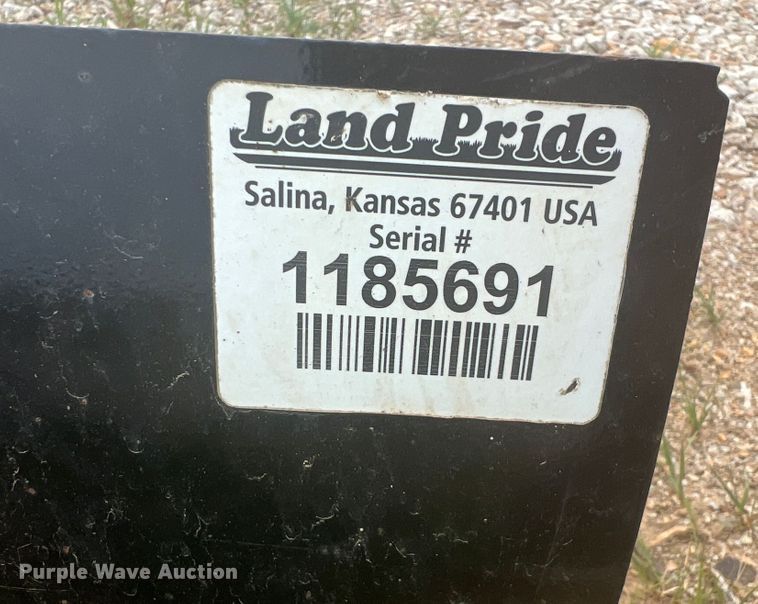 Land Pride
Salina, Kansas 67401 USA
Serial #
1185691
Purple Wave Auction